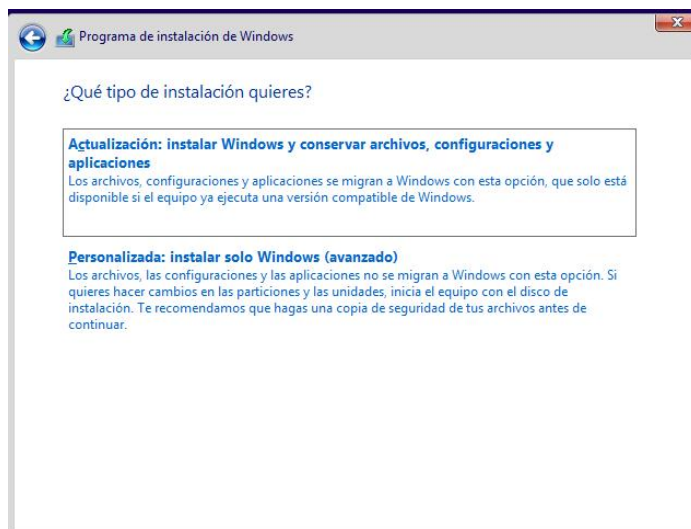 Programa de instalación de Windows
¿Qué tipo de instalación quieres?
Actualización: instalar Windows y conservar archivos, configuraciones y
aplicaciones
Los archivos, configuraciones y aplicaciones se migran a Windows con esta opción, que solo está
disponible si el equipo ya ejecuta una versión compatible de Windows.
Personalizada: instalar solo Windows (avanzado)
Los archivos, las configuraciones y las aplicaciones no se migran a Windows con esta opción. Si
quieres hacer cambios en las particiones y las unidades, inicia el equipo con el disco de
instalación. Te recomendamos que hagas una copia de seguridad de tus archivos antes de
continuar.